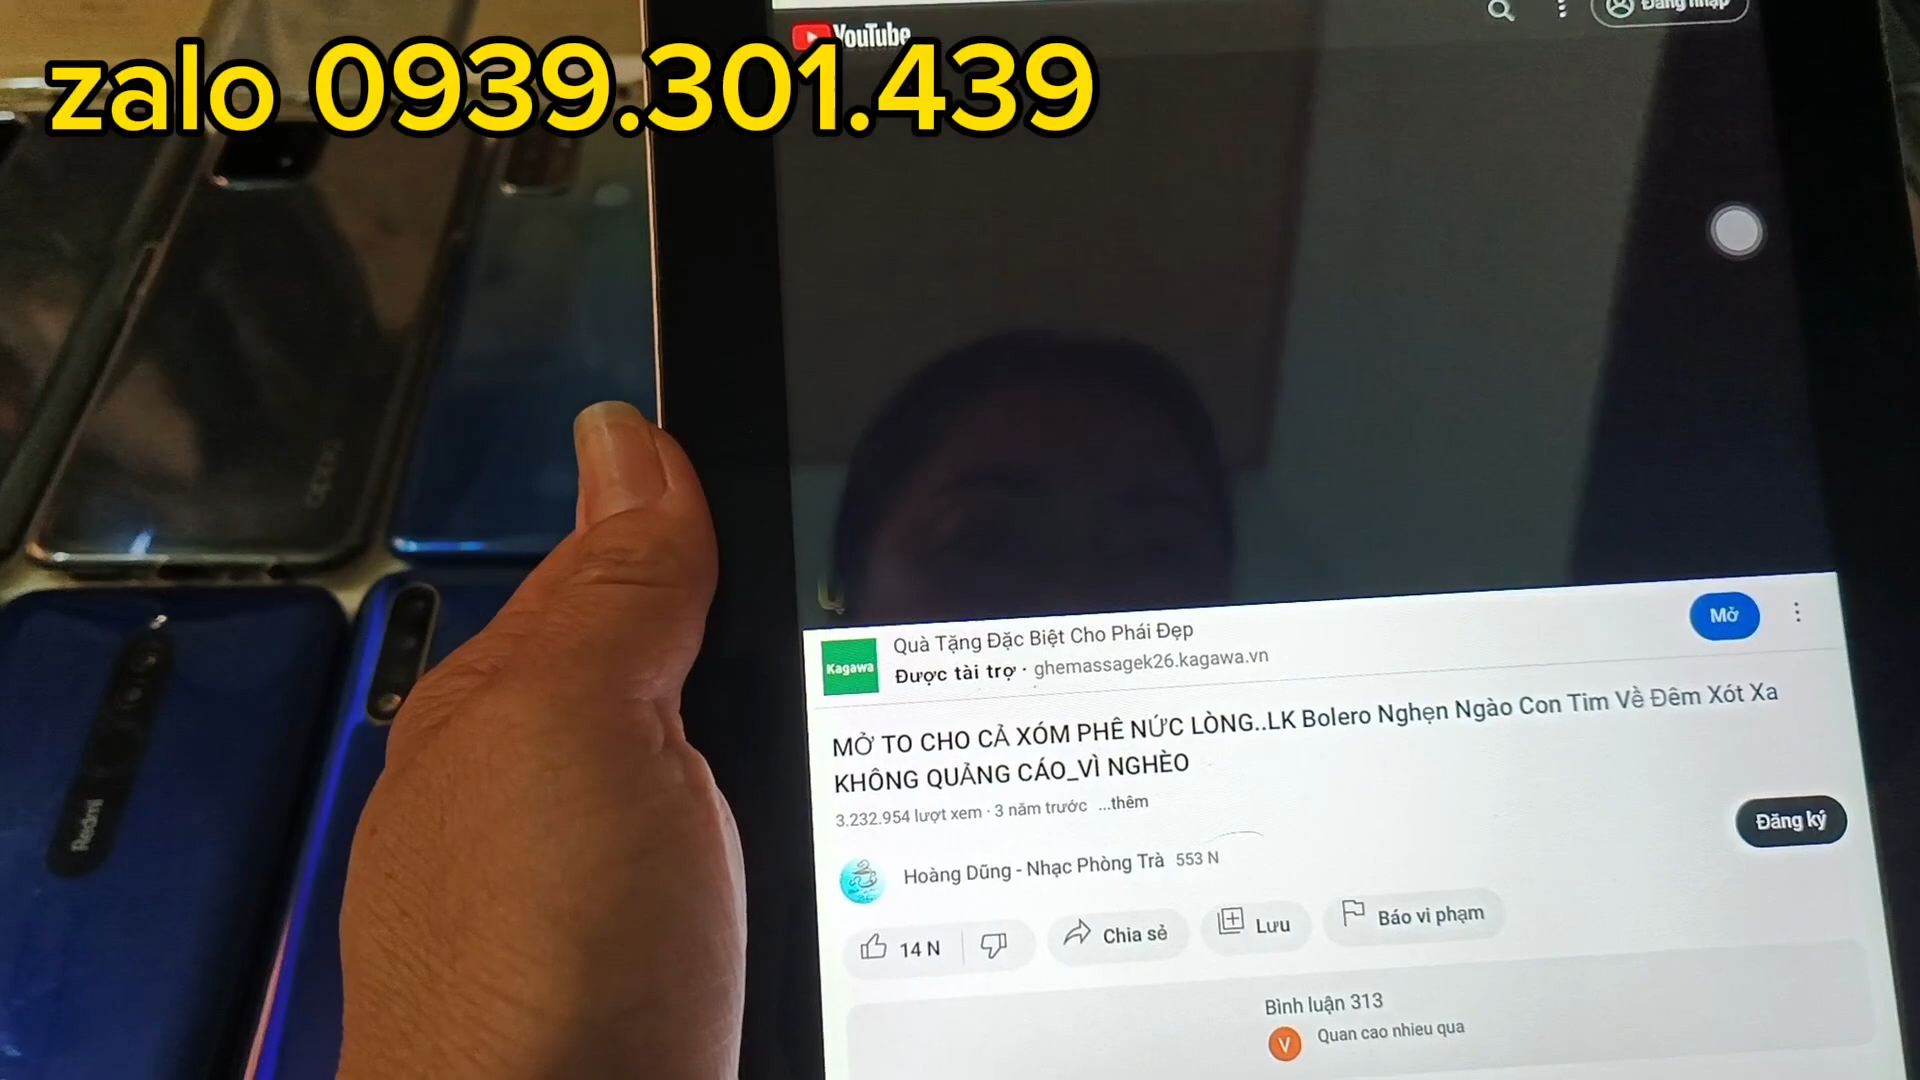 YouTube
Đăng nhập
zalo 0939.301.439
oppo
Redmi
Kagawa
Quà Tặng Đặc Biệt Cho Phái Đẹp
Được tài trợ · ghemassagek26.kagawa.vn
Mở
MỞ TO CHO CẢ XÓM PHÊ NỨC LÒNG..LK Bolero Nghẹn Ngào Con Tim Về Đêm Xót Xa
KHÔNG QUẢNG CÁO_VÌ NGHÈO
3.232.954 lượt xem · 3 năm trước ...thêm
Hoàng Dũng - Nhạc Phòng Trà 553 N
Đăng ký
14 N
Chia sẻ
Lưu
Báo vi phạm
Bình luận 313
V
Quan cao nhieu qua